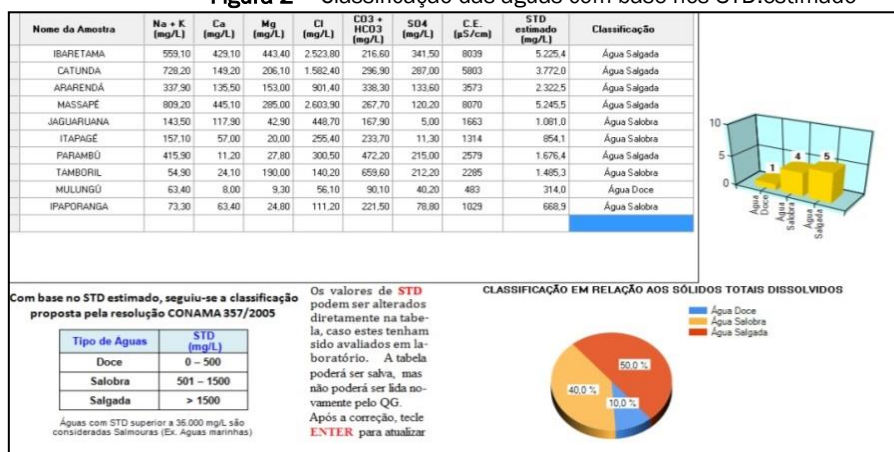 Figura 2 – Classificação das águas com base nos STD.estimado
Nome da Amostra Na + K (mg/L) Ca (mg/L) Mg (mg/L) Cl (mg/L) CO3 + HCO3 (mg/L) SO4 (mg/L) C.E. (µS/cm) STD estimado (mg/L) Classificação
IBARETAMA 559,10 429,10 443,40 2.523,80 216,60 341,50 8039 5.225,4 Água Salgada
CATUNDA 728,20 149,20 206,10 1.582,40 296,90 287,00 5803 3.772,0 Água Salgada
ARARENDÁ 337,90 135,50 153,00 901,40 338,30 133,60 3573 2.322,5 Água Salgada
MASSAPÉ 809,20 445,10 285,00 2.603,90 267,70 120,20 8070 5.245,5 Água Salgada
JAGUARUANA 143,50 117,90 42,90 448,70 167,90 5,00 1663 1.081,0 Água Salobra
ITAPAGÉ 157,10 57,00 20,00 255,40 233,70 11,30 1314 854,1 Água Salobra
PARAMBÚ 415,90 11,20 27,80 300,50 472,20 215,00 2579 1.676,4 Água Salgada
TAMBORIL 54,90 24,10 190,00 140,20 659,60 212,20 2285 1.485,3 Água Salobra
MULUNGÚ 63,40 8,00 9,30 56,10 90,10 40,20 483 314,0 Água Doce
IPAPORANGA 73,30 63,40 24,80 111,20 221,50 78,80 1029 668,9 Água Salobra
10
5
0
1 4 5
Água Doce
Água Salobra
Água Salgada
Com base no STD estimado, seguiu-se a classificação
proposta pela resolução CONAMA 357/2005
Tipo de Águas STD (mg/L)
Doce 0 – 500
Salobra 501 – 1500
Salgada > 1500
Águas com STD superior a 36.000 mg/L são
consideradas Salmouras (Ex. Aguas marinhas)
Os valores de STD
podem ser alterados
diretamente na tabe-
la, caso estes tenham
sido avaliados em la-
boratório. A tabela
poderá ser salva, mas
não poderá ser lida no-
vamente pelo QG.
Após a correção, tecle
ENTER para atualizar
CLASSIFICAÇÃO EM RELAÇÃO AOS SÓLIDOS TOTAIS DISSOLVIDOS
Água Doce
Água Salobra
Água Salgada
50,0 %
40,0 %
10,0 %